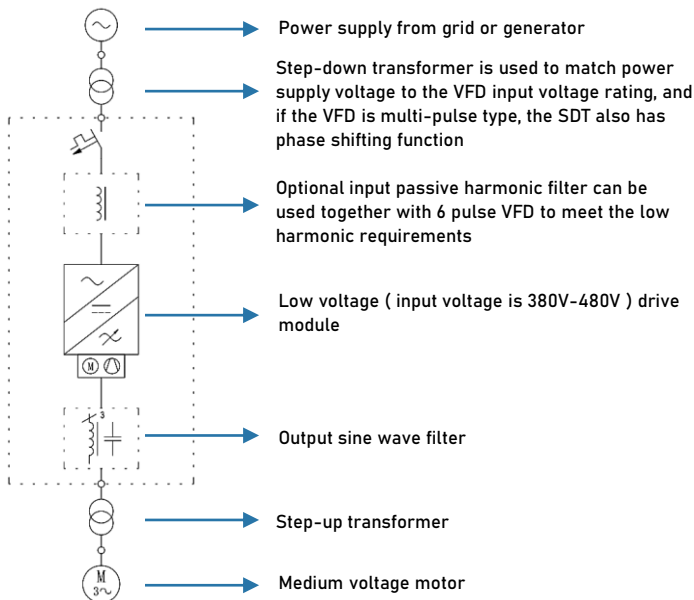 Power supply from grid or generator
Step-down transformer is used to match power
supply voltage to the VFD input voltage rating, and
if the VFD is multi-pulse type, the SDT also has
phase shifting function
Optional input passive harmonic filter can be
used together with 6 pulse VFD to meet the low
harmonic requirements
Low voltage ( input voltage is 380V-480V ) drive
module
M
3
Output sine wave filter
Step-up transformer
M
3~
Medium voltage motor